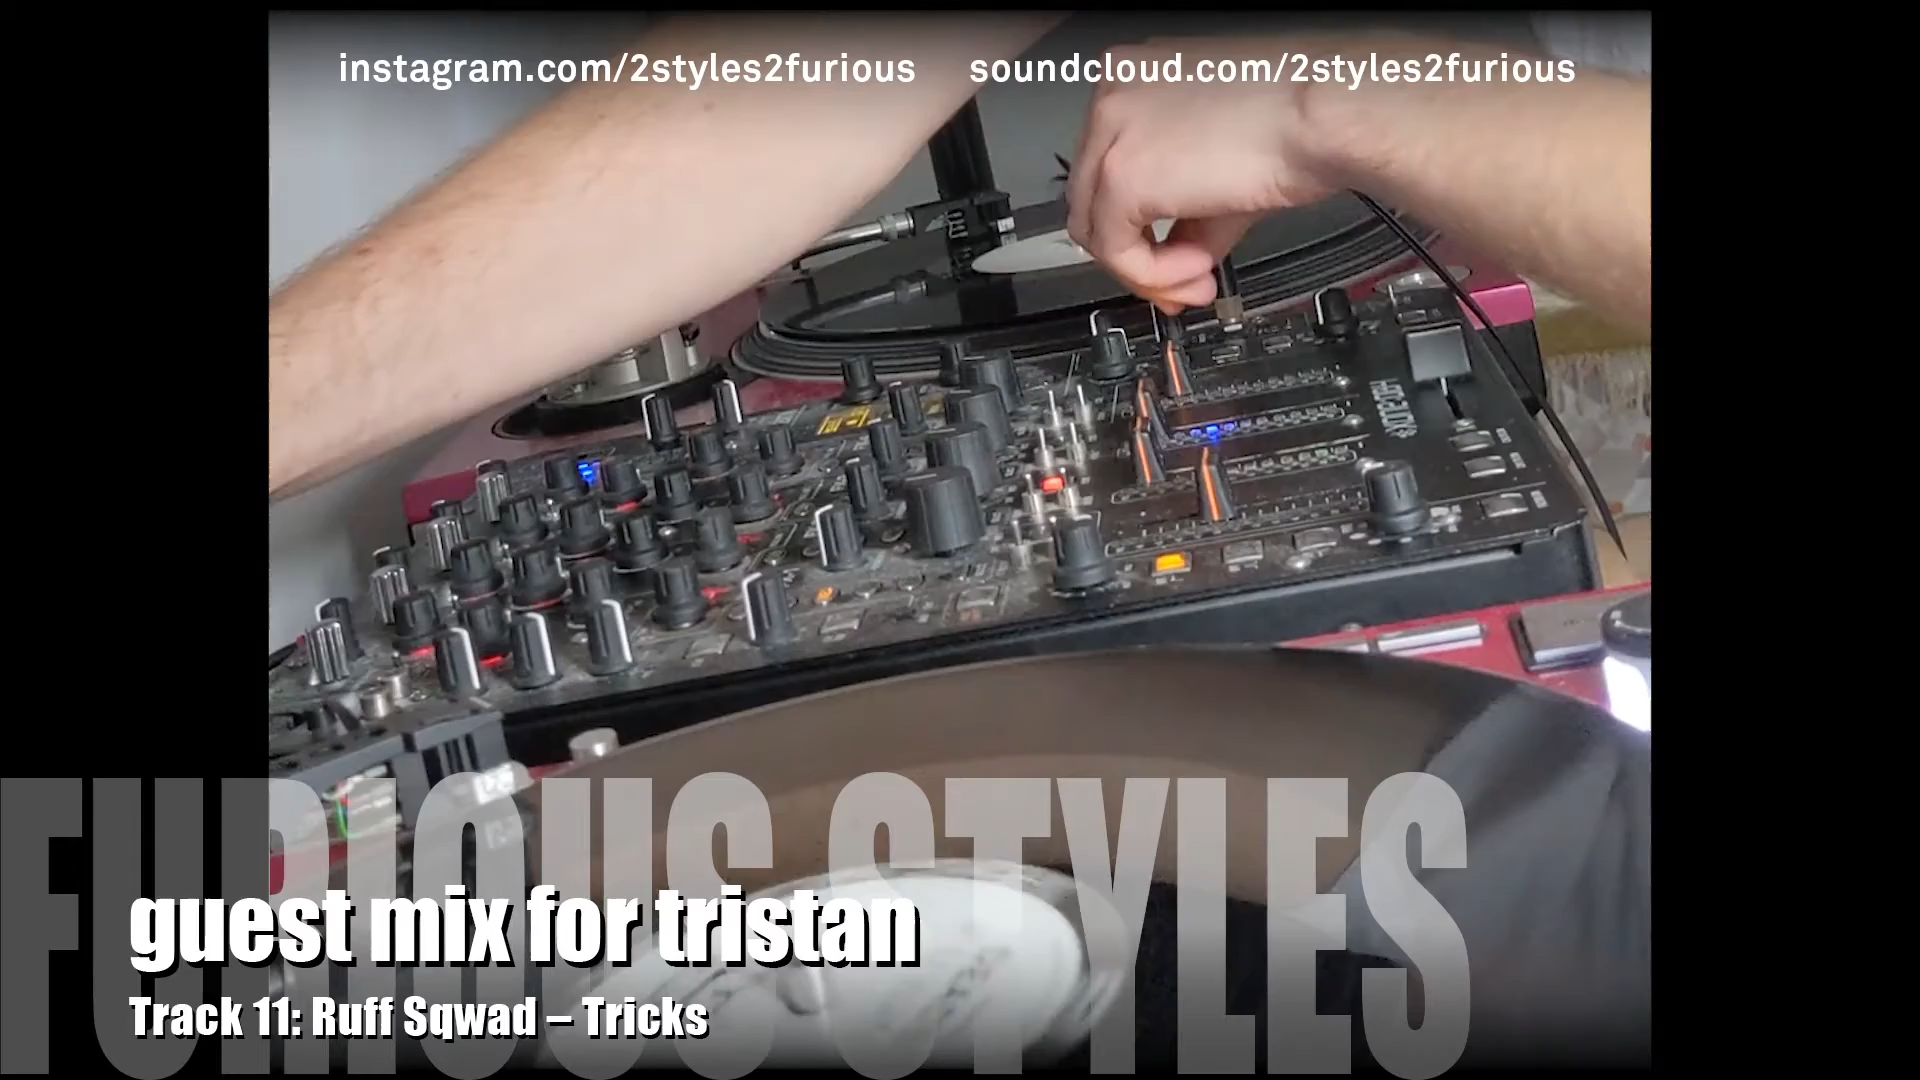 instagram.com/2styles2furious soundcloud.com/2styles2furious
FURIOUS STYLES
guest mix for tristan
Track 11: Ruff Sqwad – Tricks